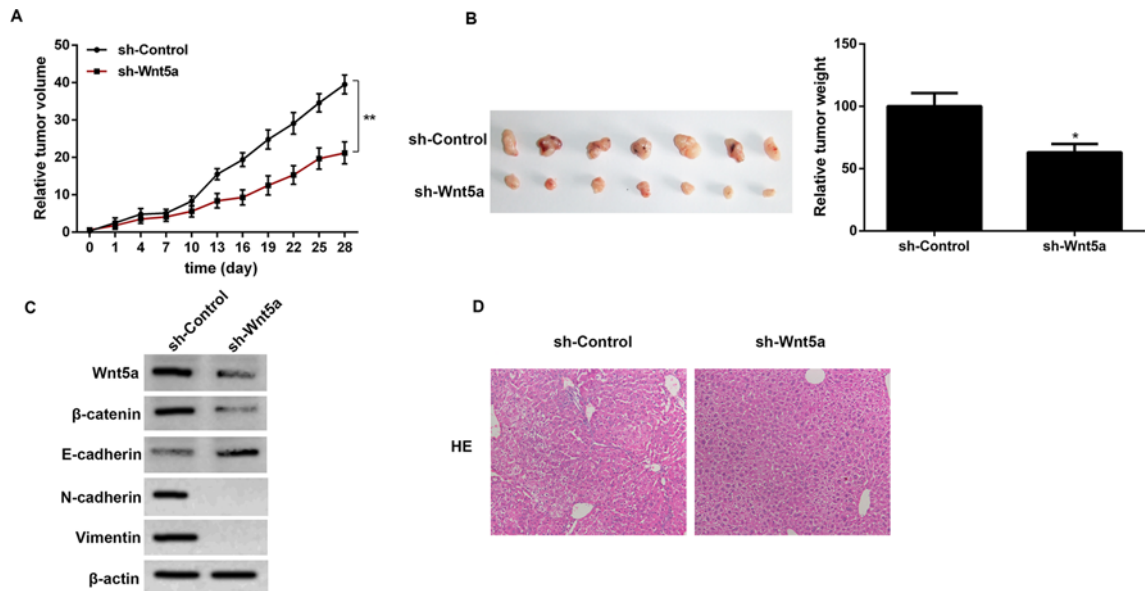 A
Relative tumor volume
50
40
30
20
10
0
sh-Control
sh-Wnt5a
**
0 1 4 7 10 13 16 19 22 25 28
time (day)
B
sh-Control
sh-Wnt5a
Relative tumor weight
150
100
50
0
*
sh-Control sh-Wnt5a
C
sh-Control sh-Wnt5a
Wnt5a
β-catenin
E-cadherin
N-cadherin
Vimentin
β-actin
D
sh-Control sh-Wnt5a
HE